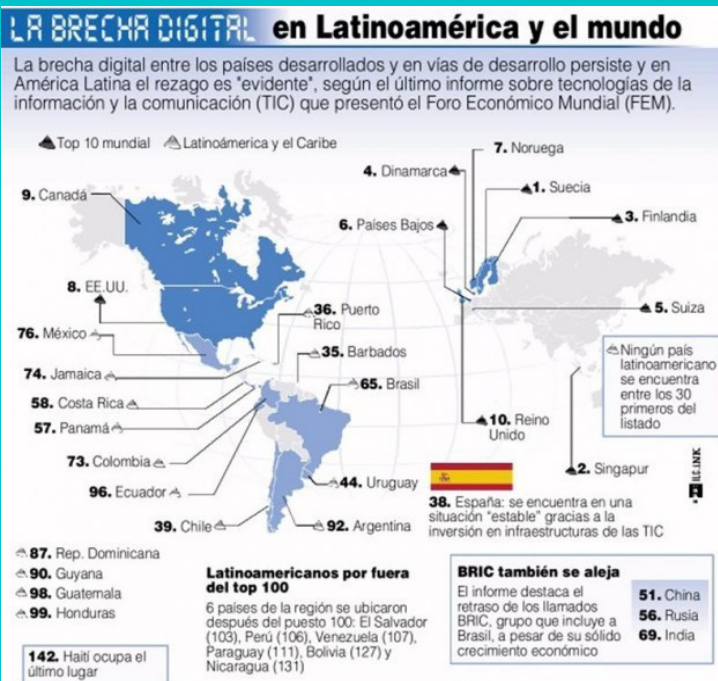 LA BRECHA DIGITAL en Latinoamérica y el mundo
La brecha digital entre los países desarrollados y en vías de desarrollo persiste y en
América Latina el rezago es "evidente", según el último informe sobre tecnologías de la
información y la comunicación (TIC) que presentó el Foro Económico Mundial (FEM).
Top 10 mundial
Latinoámerica y el Caribe
9. Canadá
8. EE.UU.
76. México
74. Jamaica
58. Costa Rica
57. Panamá
73. Colombia
96. Ecuador
39. Chile
36. Puerto
Rico
35. Barbados
65. Brasil
44. Uruguay
92. Argentina
7. Noruega
4. Dinamarca
1. Suecia
6. Países Bajos
3. Finlandia
5. Suiza
10. Reino
Unido
2. Singapur
Ningún país
latinoamericano
se encuentra
entre los 30
primeros del
listado
38. España: se encuentra en una
situación "estable" gracias a la
inversión en infraestructuras de las TIC
87. Rep. Dominicana
90. Guyana
98. Guatemala
99. Honduras
142. Haití ocupa el
último lugar
Latinoamericanos por fuera
del top 100
6 países de la región se ubicaron
después del puesto 100: El Salvador
(103), Perú (106), Venezuela (107),
Paraguay (111), Bolivia (127) y
Nicaragua (131)
BRIC también se aleja
El informe destaca el
retraso de los llamados
BRIC, grupo que incluye a
Brasil, a pesar de su sólido
crecimiento económico
51. China
56. Rusia
69. India